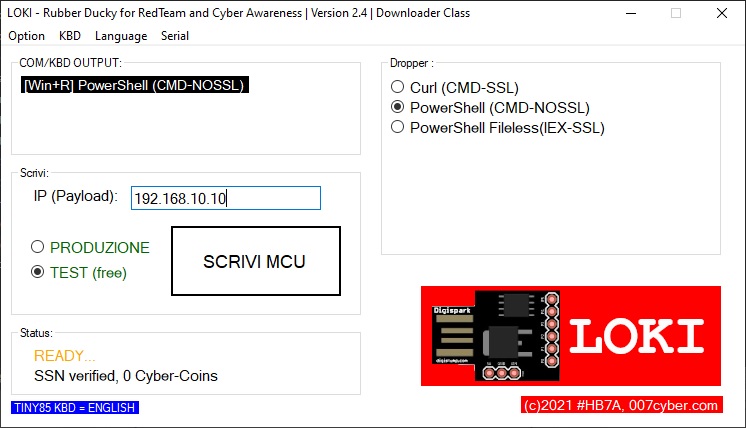 LOKI - Rubber Ducky for RedTeam and Cyber Awareness | Version 2.4 | Downloader Class
Option KBD Language Serial
COM/KBD OUTPUT:
[Win+R] PowerShell (CMD-NOSSL)
Dropper :
Curl (CMD-SSL)
PowerShell (CMD-NOSSL)
PowerShell Fileless(IEX-SSL)
Scrivi:
IP (Payload): 192.168.10.10
PRODUZIONE
TEST (free)
SCRIVI MCU
Status:
READY...
SSN verified, 0 Cyber-Coins
TINY85 KBD = ENGLISH
Digispark
digistump.com
LOKI
(c)2021 #HB7A, 007cyber.com